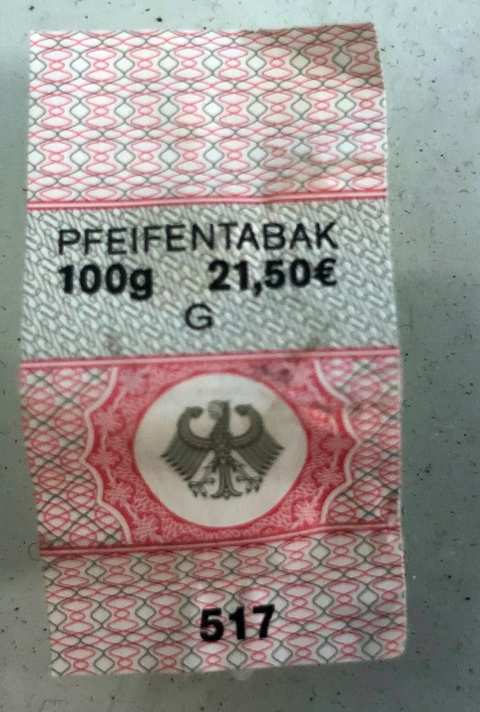 PFEIFENTABAK
100g 21,50€
G
517